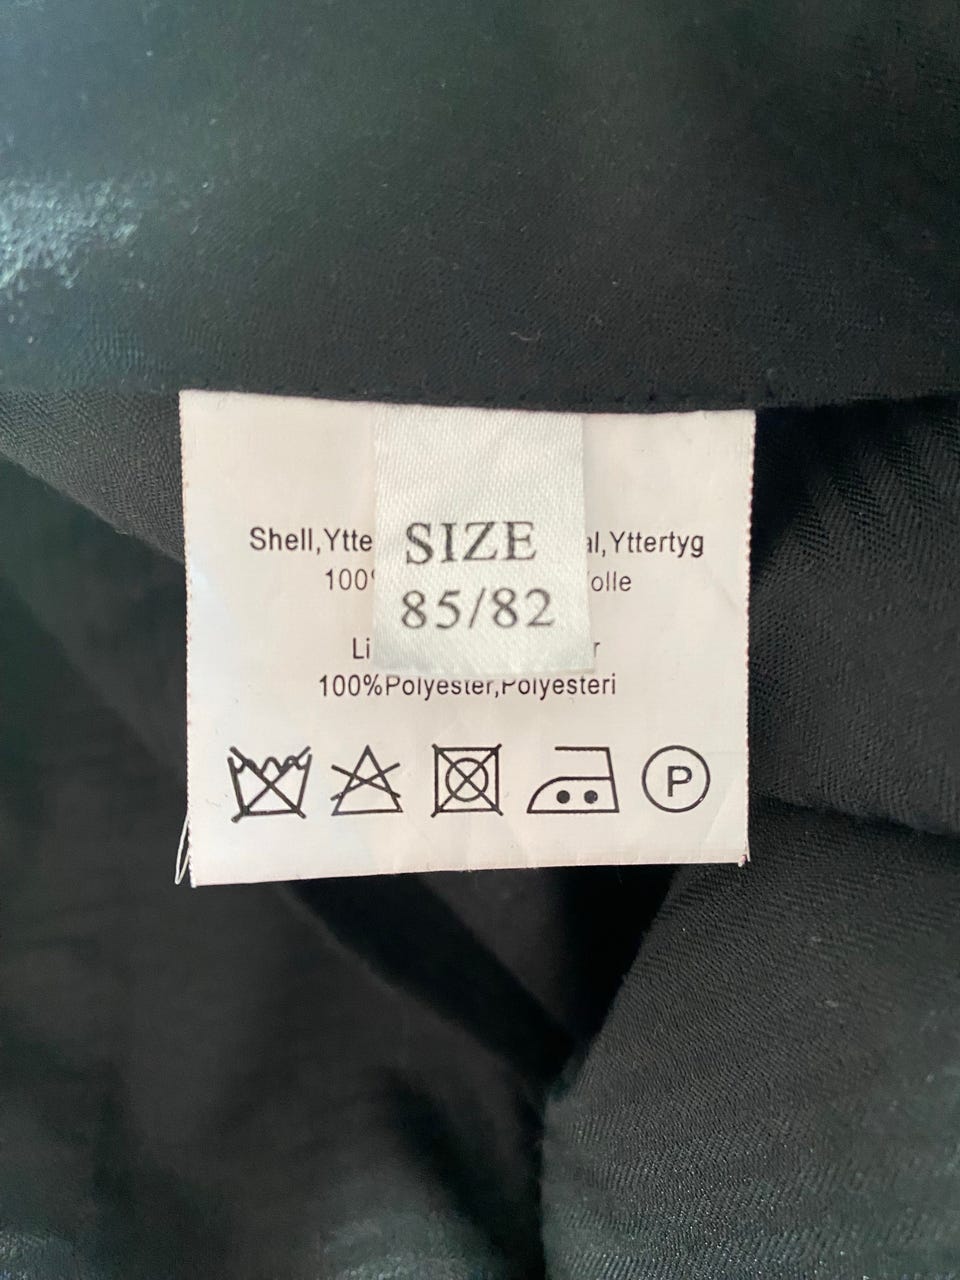 Shell,Ytte al,Yttertyg
100 olle
SIZE
85/82
Li r
100%Polyester,Polyesteri
P